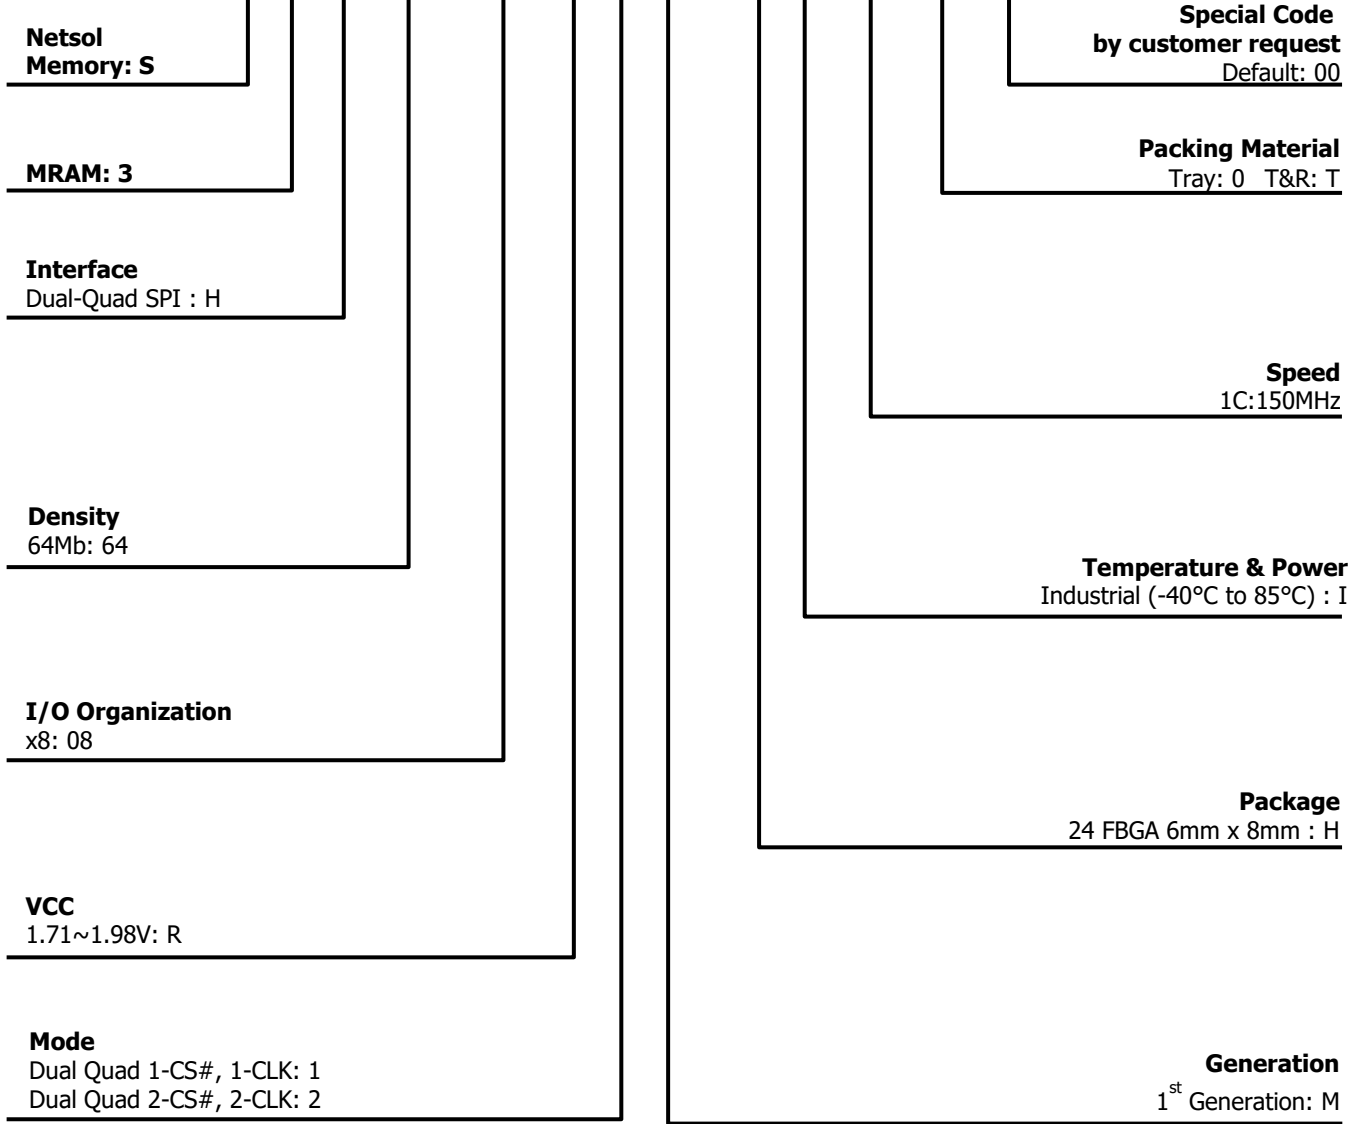 Netsol
Memory: S
MRAM: 3
Interface
Dual-Quad SPI : H
Density
64Mb: 64
I/O Organization
x8: 08
VCC
1.71~1.98V: R
Mode
Dual Quad 1-CS#, 1-CLK: 1
Dual Quad 2-CS#, 2-CLK: 2
Special Code
by customer request
Default: 00
Packing Material
Tray: 0 T&R: T
Speed
1C:150MHz
Temperature & Power
Industrial (-40°C to 85°C) : I
Package
24 FBGA 6mm x 8mm : H
Generation
1st Generation: M